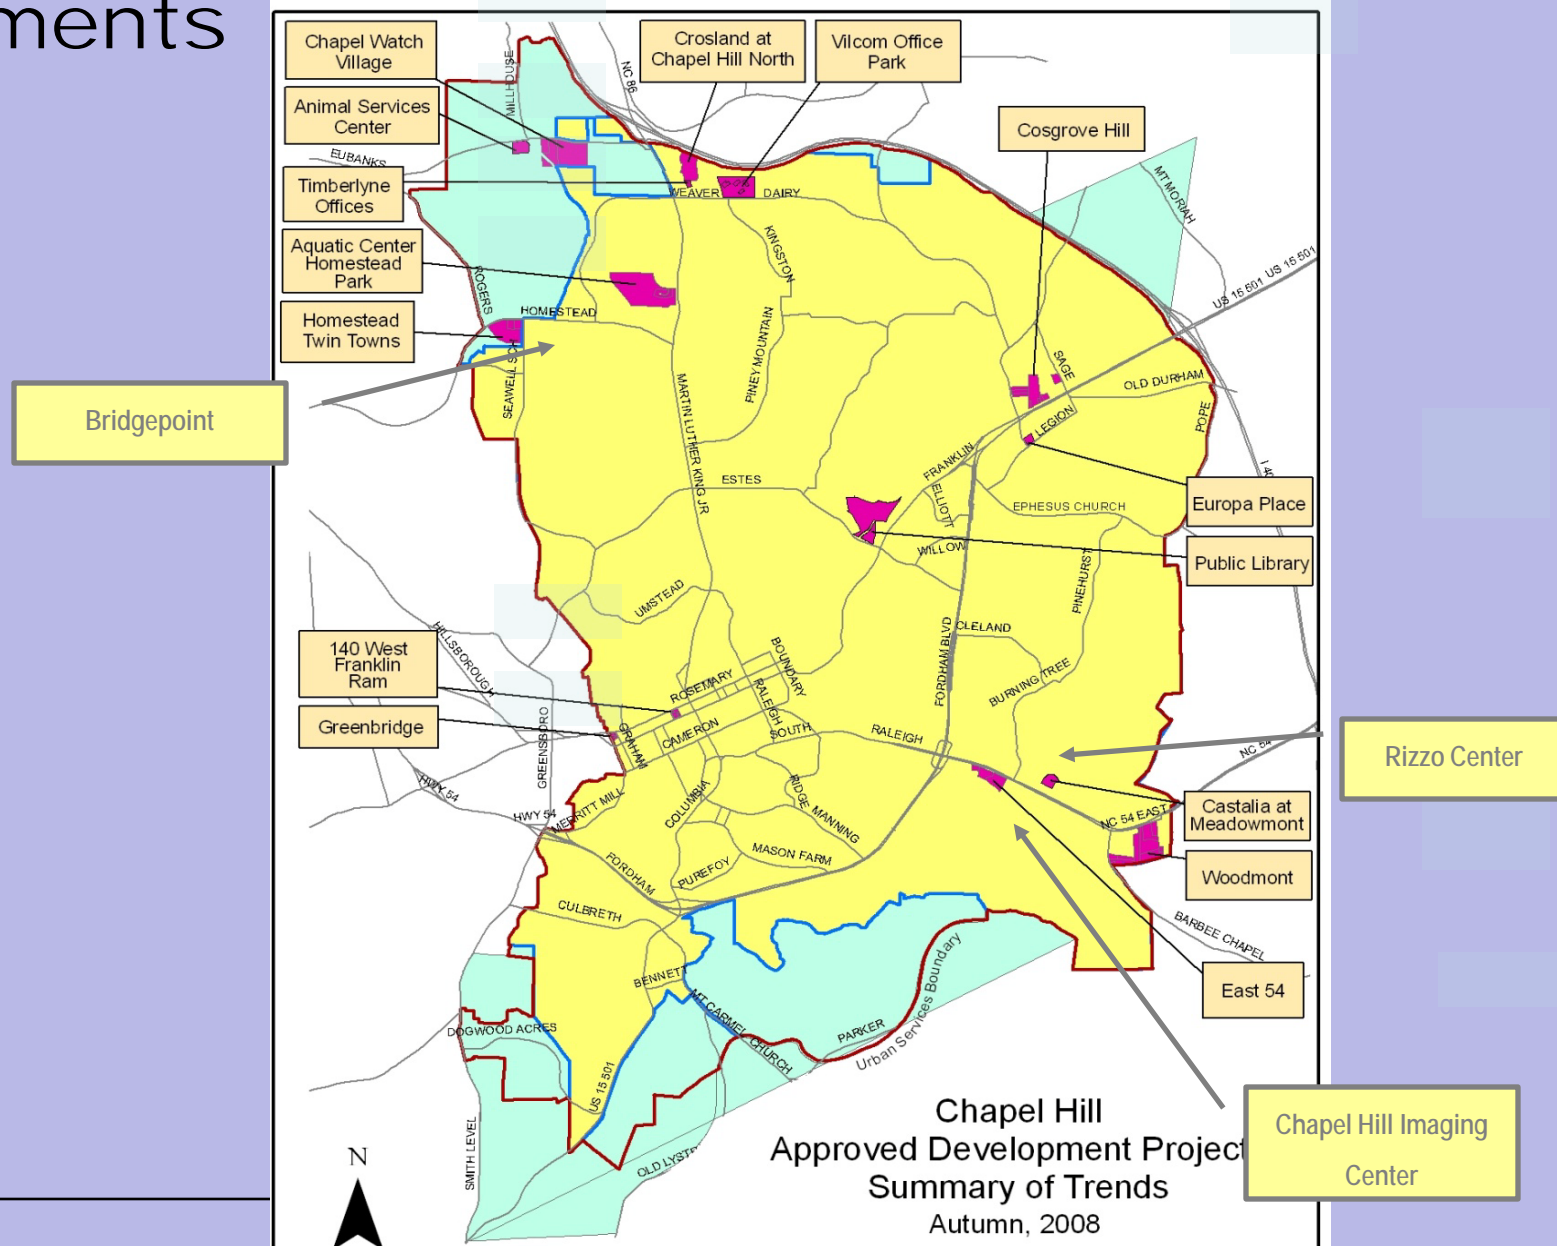 ments
Chapel Watch
Village
Crosland at
Chapel Hill North
Vilcom Office
Park
Animal Services
Center
Cosgrove Hill
Timberlyne
Offices
Aquatic Center
Homestead
Park
Homestead
Twin Towns
Bridgepoint
Europa Place
Public Library
140 West
Franklin
Ram
Greenbridge
Rizzo Center
Castalia at
Meadowmont
Woodmont
East 54
Chapel Hill Imaging
Center
MILLHOUSE
NC 86
EUBANKS
WEAVER DAIRY
MT MORIAH
KINGSTON
ROGERS
HOMESTEAD
US 15 501 US 15 501
PINEY MOUNTAIN
SEAWELL SCH
MARTIN LUTHER KING JR
SAGE
OLD DURHAM
POPE
LEGION
FRANKLIN
I 40
ESTES
ELLIOTT
EPHESUS CHURCH
WILLOW
PINEHURST
UMSTEAD
HILLSBOROUGH
CLELAND
BOUNDARY
FORDHAM BLVD
BURNING TREE
ROSEMARY
RALEIGH
GREENSBORO
GRAHAM
CAMERON
SOUTH
RALEIGH
NC 54
HWY 54
COLUMBIA
RIDGE
MANNING
HWY 54
MERRITT MILL
NC 54 EAST
MASON FARM
FORDHAM
PUREFOY
CULBRETH
BARBEE CHAPEL
BENNETT
MT CARMEL CHURCH
Urban Services Boundary
DOGWOOD ACRES
PARKER
US 15 501
SMITH LEVEL
N
Chapel Hill
Approved Development Project
Summary of Trends
Autumn, 2008